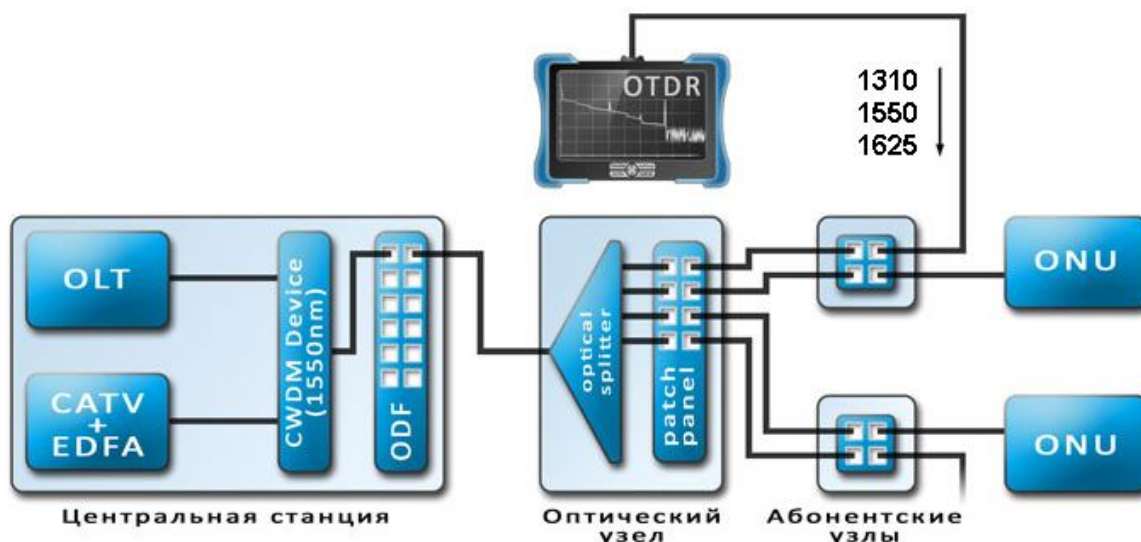 OTDR
1310
1550
1625
OLT
CATV
+
EDFA
CWDM Device
(1550nm)
ODF
optical
splitter
patch
panel
ONU
ONU
Центральная станция
Оптический
узел
Абонентские
узлы